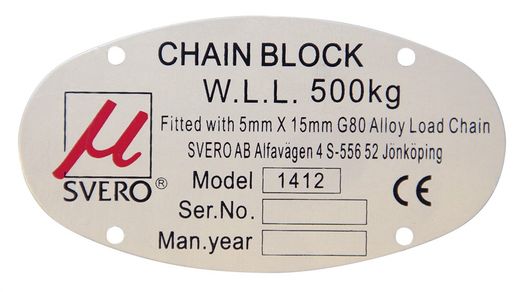 CHAIN BLOCK
W.L.L. 500kg
Fitted with 5mm X 15mm G80 Alloy Load Chain
SVERO AB Alfavägen 4 S-556 52 Jönköping
µ
SVERO®
Model 1412
CE
Ser.No.
Man.year